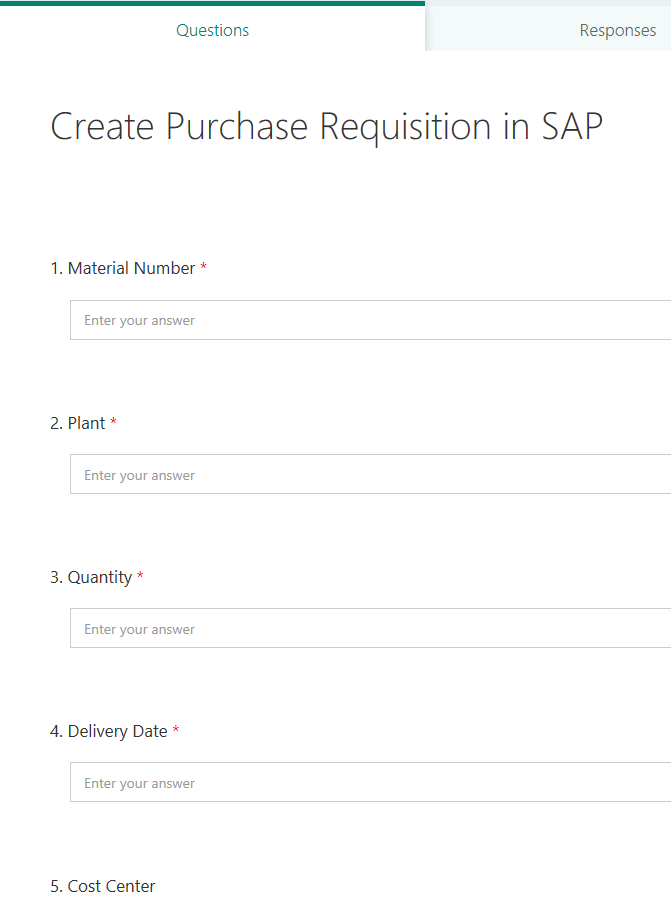 Questions
Responses
Create Purchase Requisition in SAP
1. Material Number *
Enter your answer
2. Plant *
Enter your answer
3. Quantity *
Enter your answer
4. Delivery Date *
Enter your answer
5. Cost Center